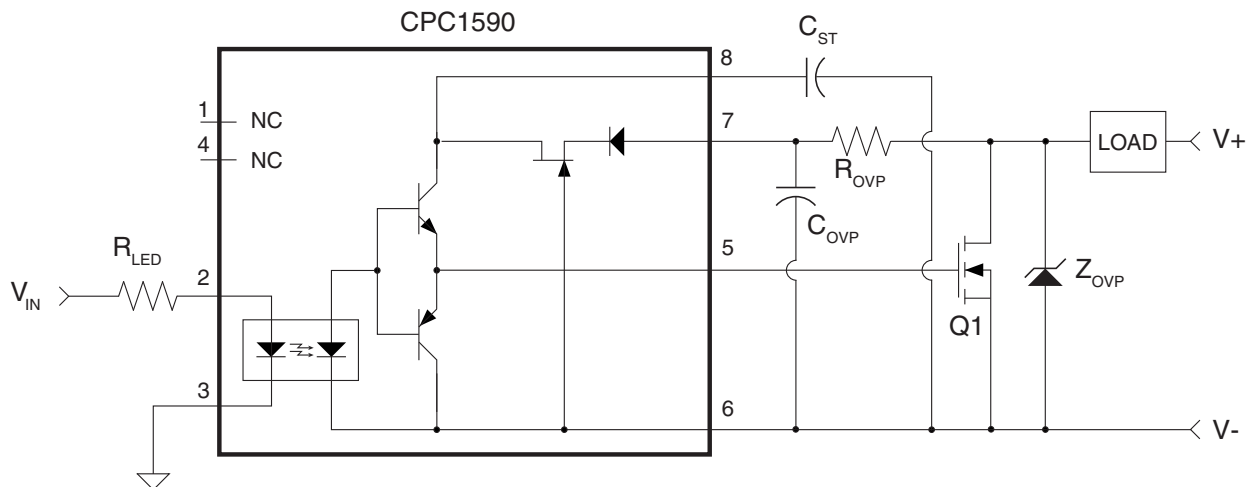 CPC1590
C_ST
8
1
NC
7
4
NC
LOAD
V+
R_OVP
C_OVP
R_LED
5
2
V_IN
Z_OVP
Q1
3
6
V-